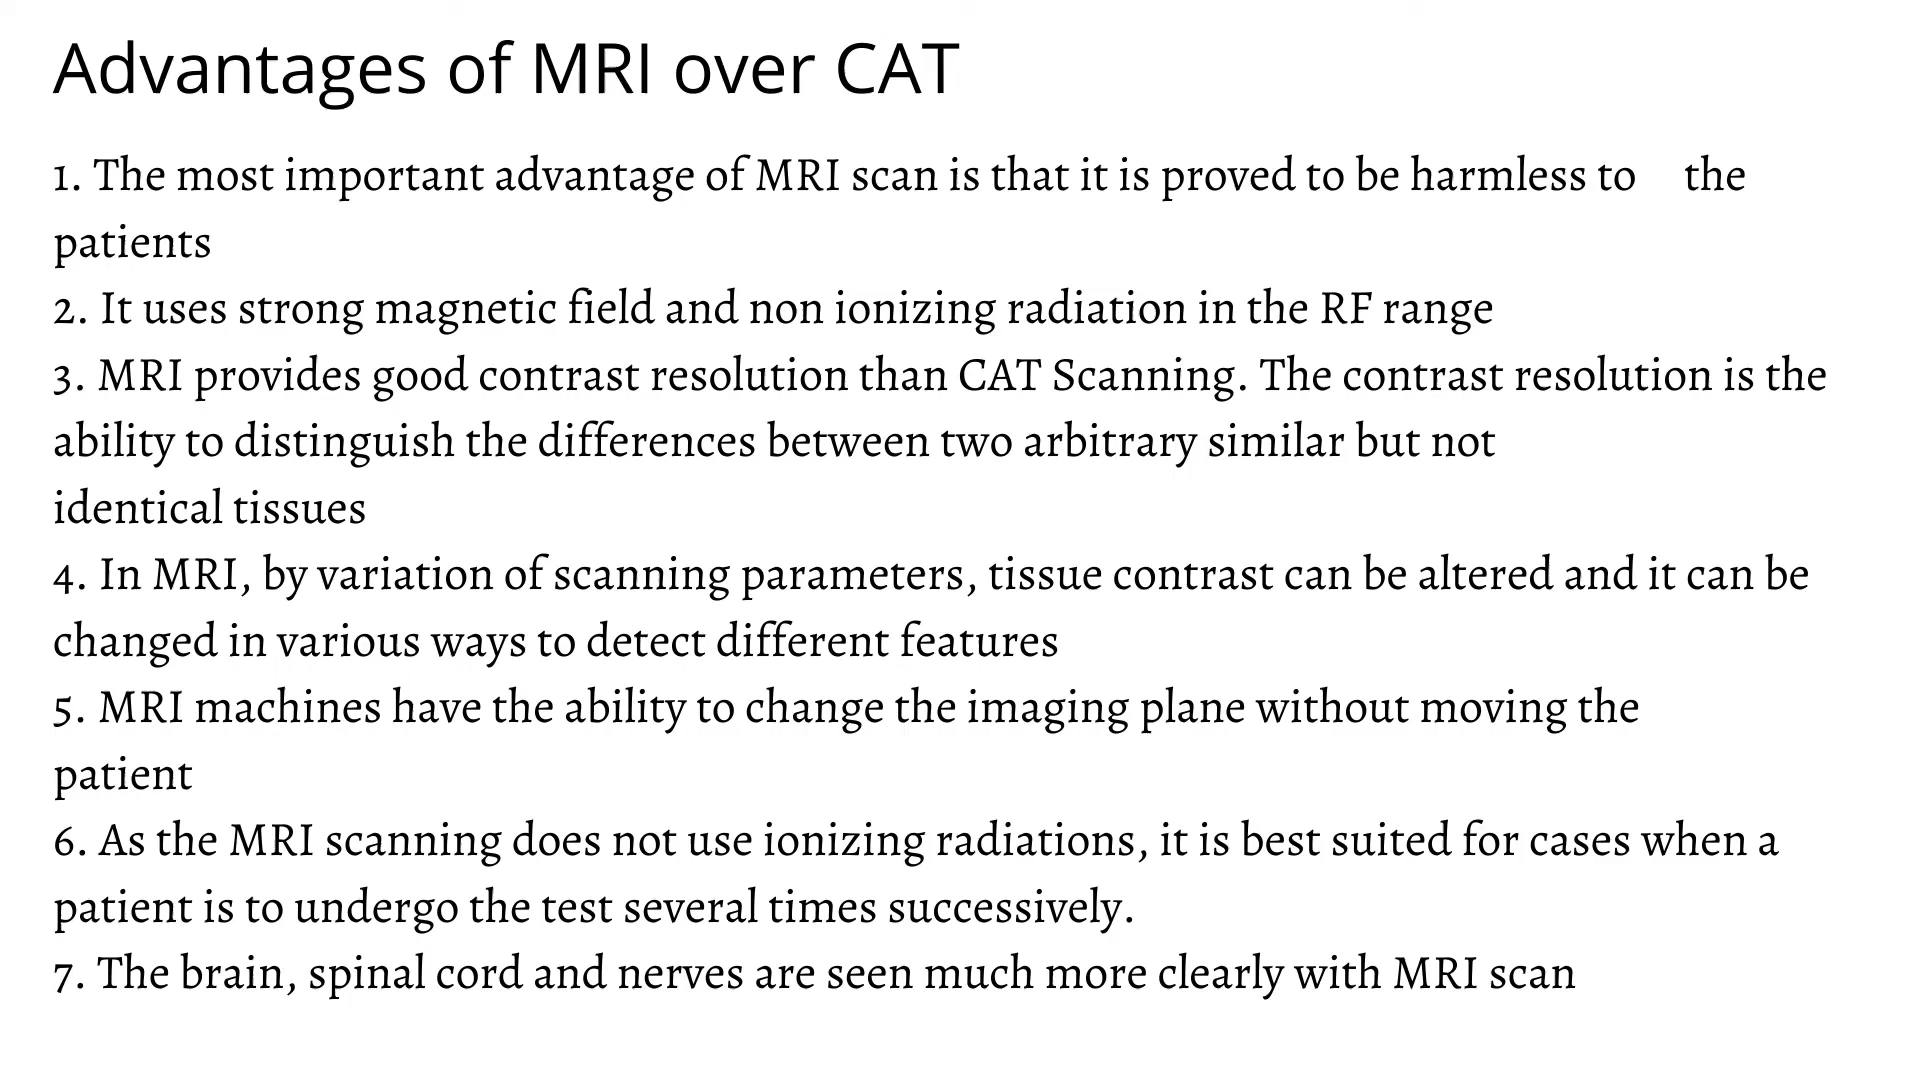 Advantages of MRI over CAT
1. The most important advantage of MRI scan is that it is proved to be harmless to the
patients
2. It uses strong magnetic field and non ionizing radiation in the RF range
3. MRI provides good contrast resolution than CAT Scanning. The contrast resolution is the
ability to distinguish the differences between two arbitrary similar but not
identical tissues
4. In MRI, by variation of scanning parameters, tissue contrast can be altered and it can be
changed in various ways to detect different features
5. MRI machines have the ability to change the imaging plane without moving the
patient
6. As the MRI scanning does not use ionizing radiations, it is best suited for cases when a
patient is to undergo the test several times successively.
7. The brain, spinal cord and nerves are seen much more clearly with MRI scan